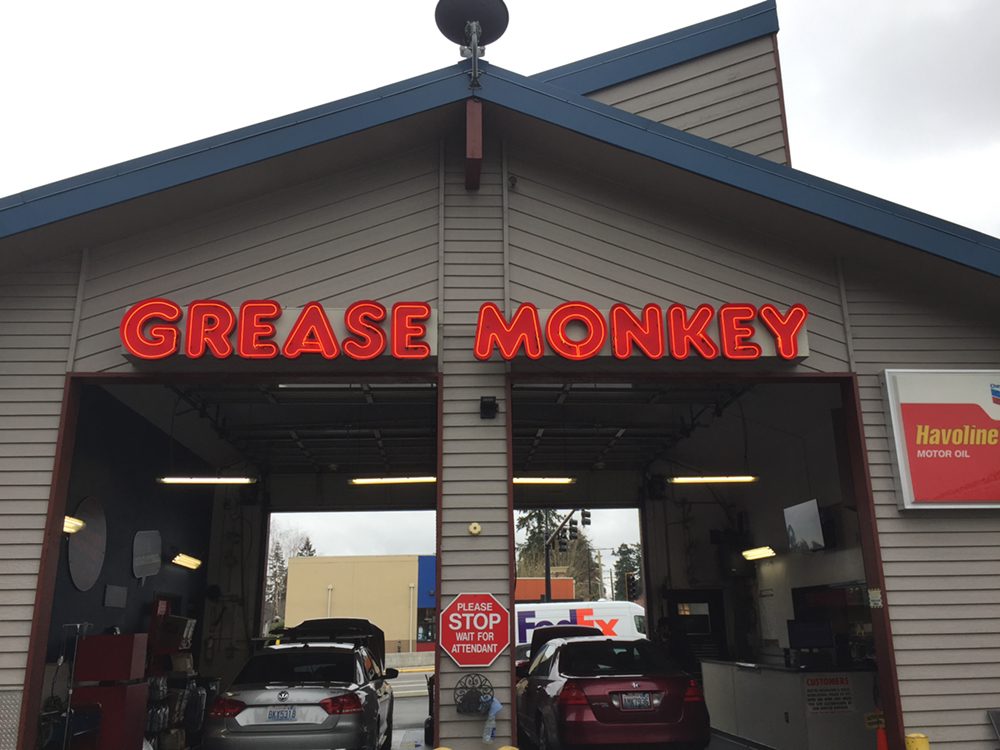 GREASE MONKEY
Havoline
MOTOR OIL
PLEASE
STOP
WAIT FOR
ATTENDANT
FedEx
CUSTOMERS